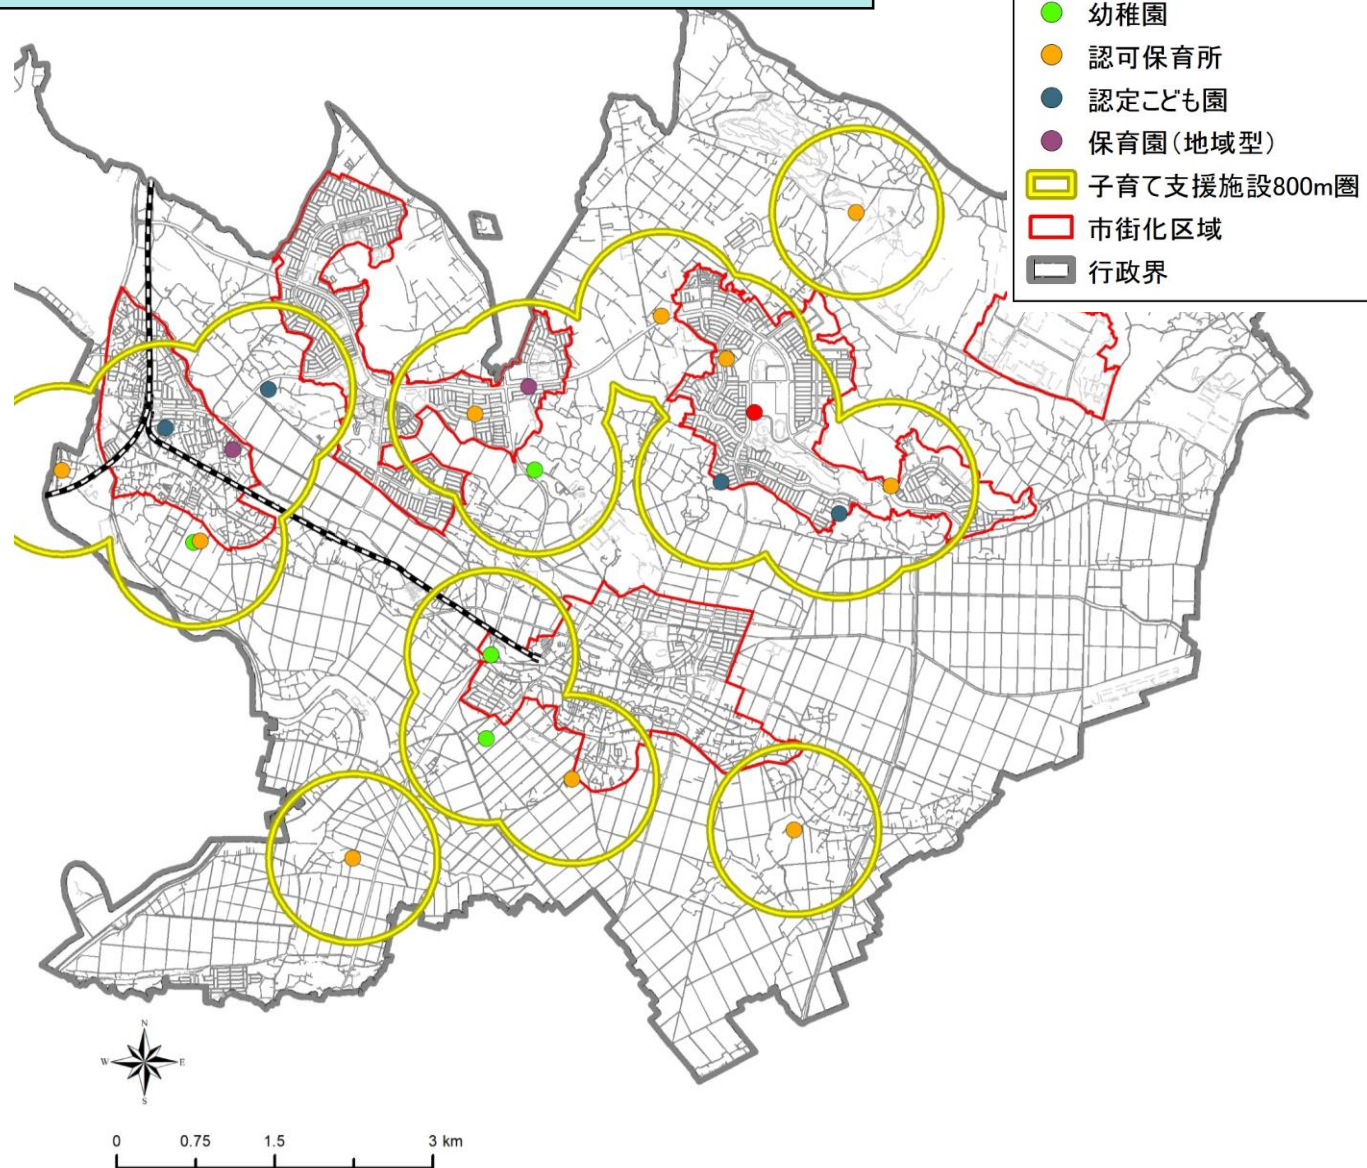 幼稚園
認可保育所
認定こども園
保育園(地域型)
子育て支援施設800m圏
市街化区域
行政界
N
W E
S
0 0.75 1.5 3 km